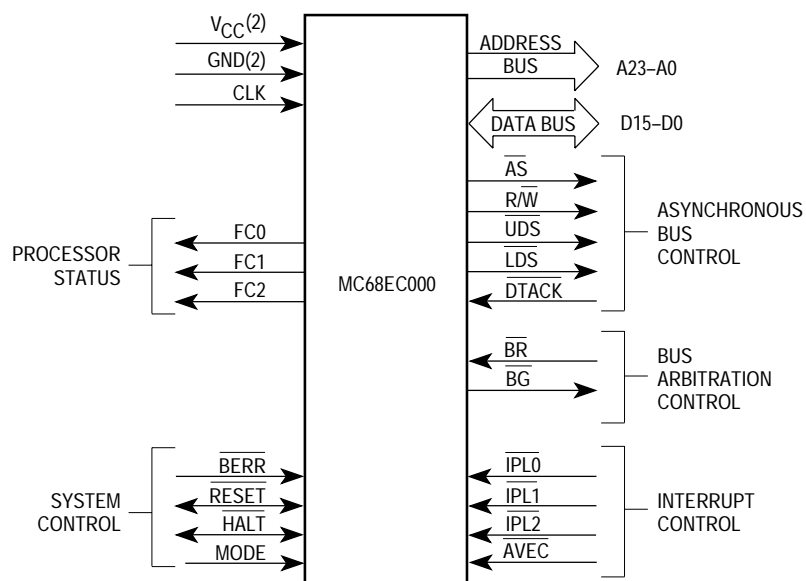 VCC(2)
GND(2)
CLK
ADDRESS
BUS
A23–A0
DATA BUS
D15–D0
AS
R/W
UDS
LDS
DTACK
ASYNCHRONOUS
BUS
CONTROL
PROCESSOR
STATUS
FC0
FC1
FC2
MC68EC000
BR
BG
BUS
ARBITRATION
CONTROL
SYSTEM
CONTROL
BERR
RESET
HALT
MODE
IPL0
IPL1
IPL2
AVEC
INTERRUPT
CONTROL